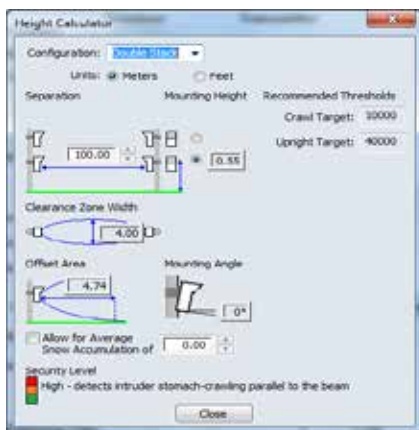 Height Calculator
Configuration: Double Stack
Units: Meters Feet
Separation Mounting Height Recommended Thresholds
Crawl Target: 10000
Upright Target: 40000
100.00
0.55
Clearance Zone Width
4.00
Offset Area Mounting Angle
4.74
0°
Allow for Average
Snow Accumulation of 0.00
Security Level
High - detects intruder stomach-crawling parallel to the beam
Close